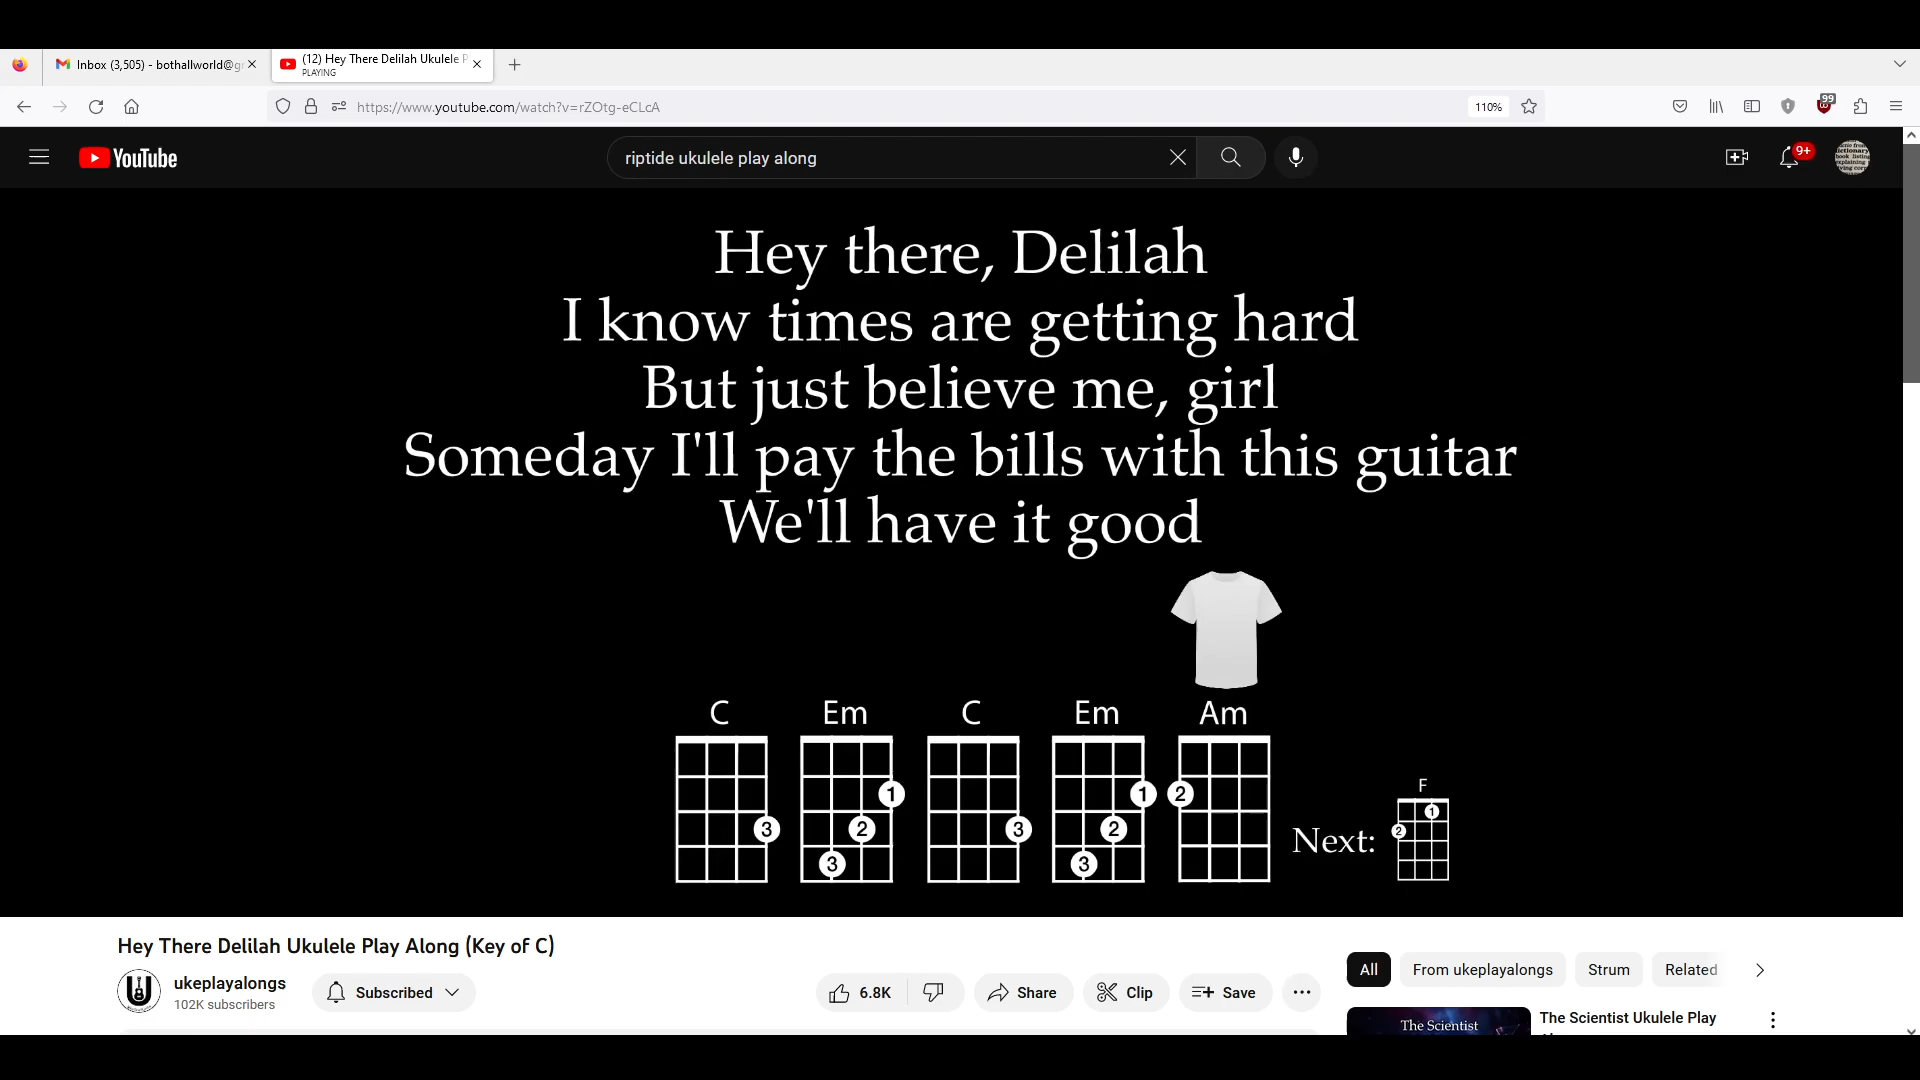 Inbox (3,505) - bothallworld@g
(12) Hey There Delilah Ukulele P
PLAYING
https://www.youtube.com/watch?v=rZOtg-eCLcA
110%
99
YouTube
riptide ukulele play along
9+
Hey there, Delilah
I know times are getting hard
But just believe me, girl
Someday I'll pay the bills with this guitar
We'll have it good
C Em C Em Am
3 1 2 3 3 1 2 3 2
Next:
F
1
2
Hey There Delilah Ukulele Play Along (Key of C)
ukeplayalongs
102K subscribers
Subscribed
6.8K
Share
Clip
Save
All
From ukeplayalongs
Strum
Related
The Scientist
The Scientist Ukulele Play